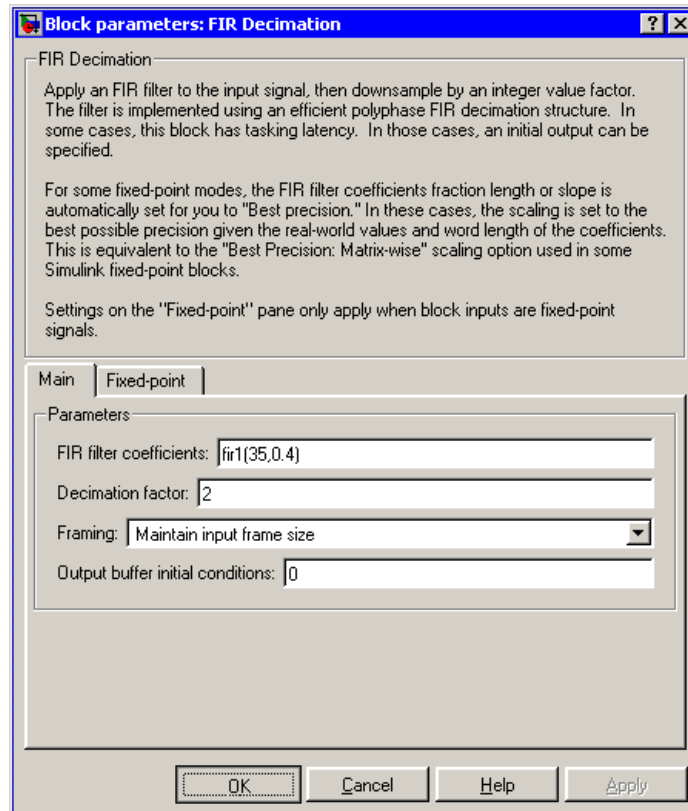 Block parameters: FIR Decimation
FIR Decimation
Apply an FIR filter to the input signal, then downsample by an integer value factor.
The filter is implemented using an efficient polyphase FIR decimation structure. In
some cases, this block has tasking latency. In those cases, an initial output can be
specified.
For some fixed-point modes, the FIR filter coefficients fraction length or slope is
automatically set for you to "Best precision." In these cases, the scaling is set to the
best possible precision given the real-world values and word length of the coefficients.
This is equivalent to the "Best Precision: Matrix-wise" scaling option used in some
Simulink fixed-point blocks.
Settings on the "Fixed-point" pane only apply when block inputs are fixed-point
signals.
Main Fixed-point
Parameters
FIR filter coefficients: fir1(35,0.4)
Decimation factor: 2
Framing: Maintain input frame size
Output buffer initial conditions: 0
OK Cancel Help Apply